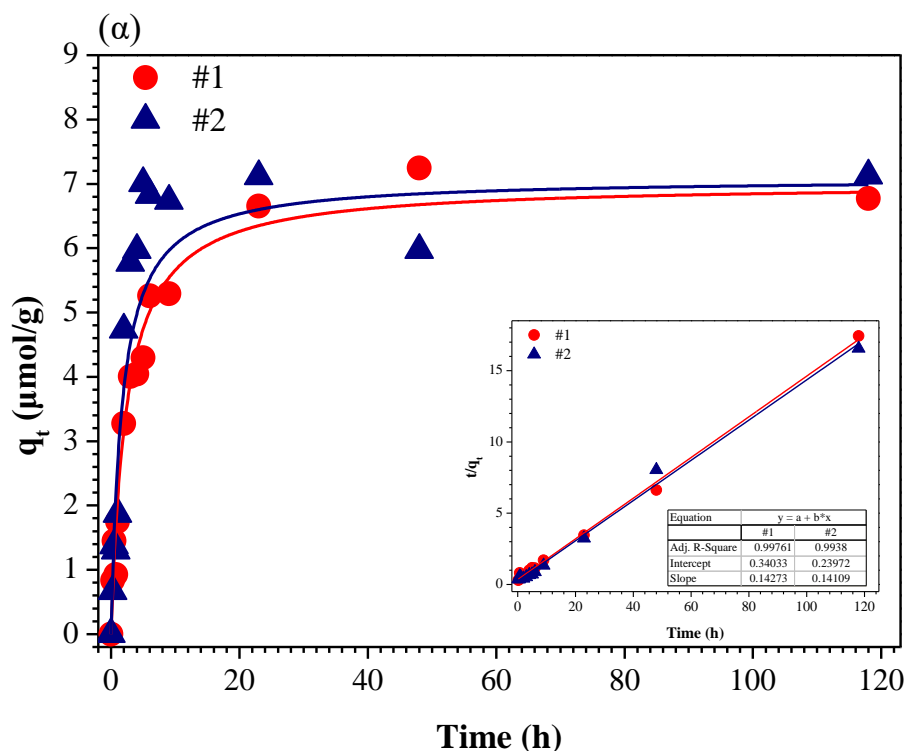 (α)
9
8
7
6
5
4
3
2
1
0
qt (µmol/g)
#1
#2
0 20 40 60 80 100 120
Time (h)
#1
#2
15
10
5
0
t/qt
0 20 40 60 80 100 120
Time (h)
Equation y = a + b*x
#1 #2
Adj. R-Square 0.99761 0.9938
Intercept 0.34033 0.23972
Slope 0.14273 0.14109